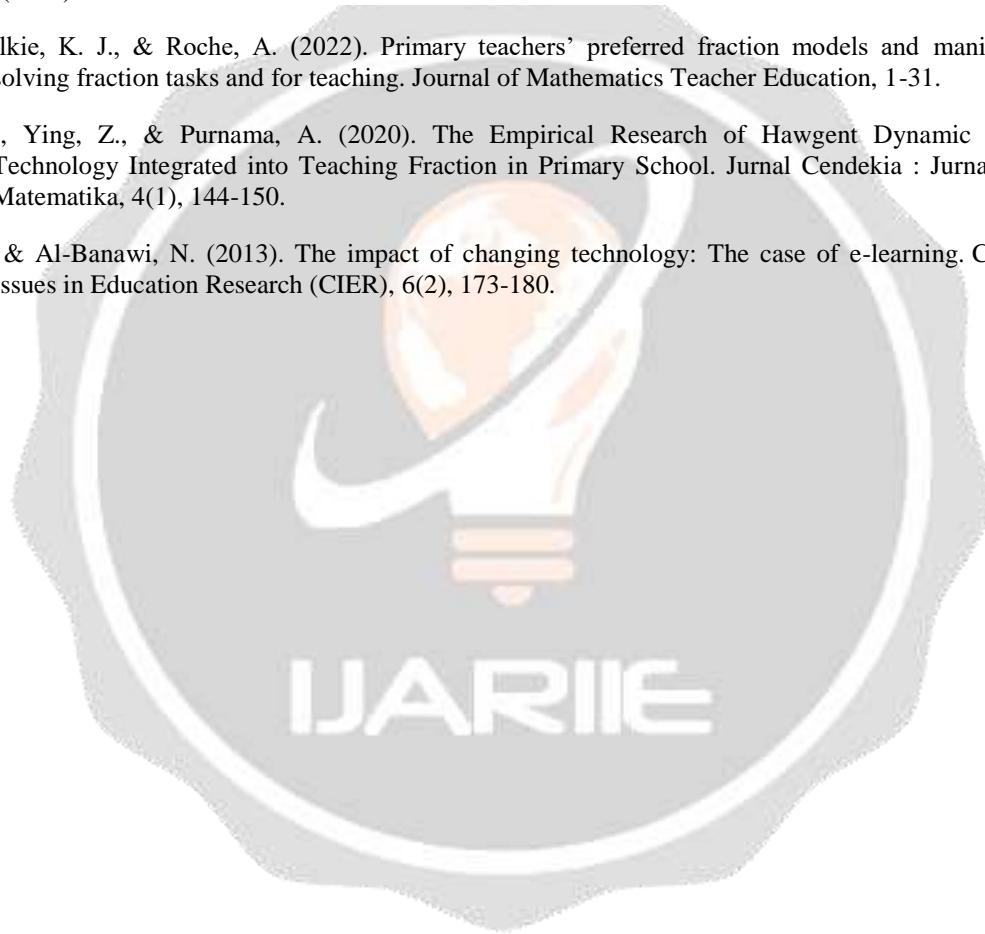 lkie, K. J., & Roche, A. (2022). Primary teachers’ preferred fraction models and mani
solving fraction tasks and for teaching. Journal of Mathematics Teacher Education, 1-31.
., Ying, Z., & Purnama, A. (2020). The Empirical Research of Hawgent Dynamic
Technology Integrated into Teaching Fraction in Primary School. Jurnal Cendekia : Jurna
Matematika, 4(1), 144-150.
& Al-Banawi, N. (2013). The impact of changing technology: The case of e-learning. C
Issues in Education Research (CIER), 6(2), 173-180.
IJARIIE